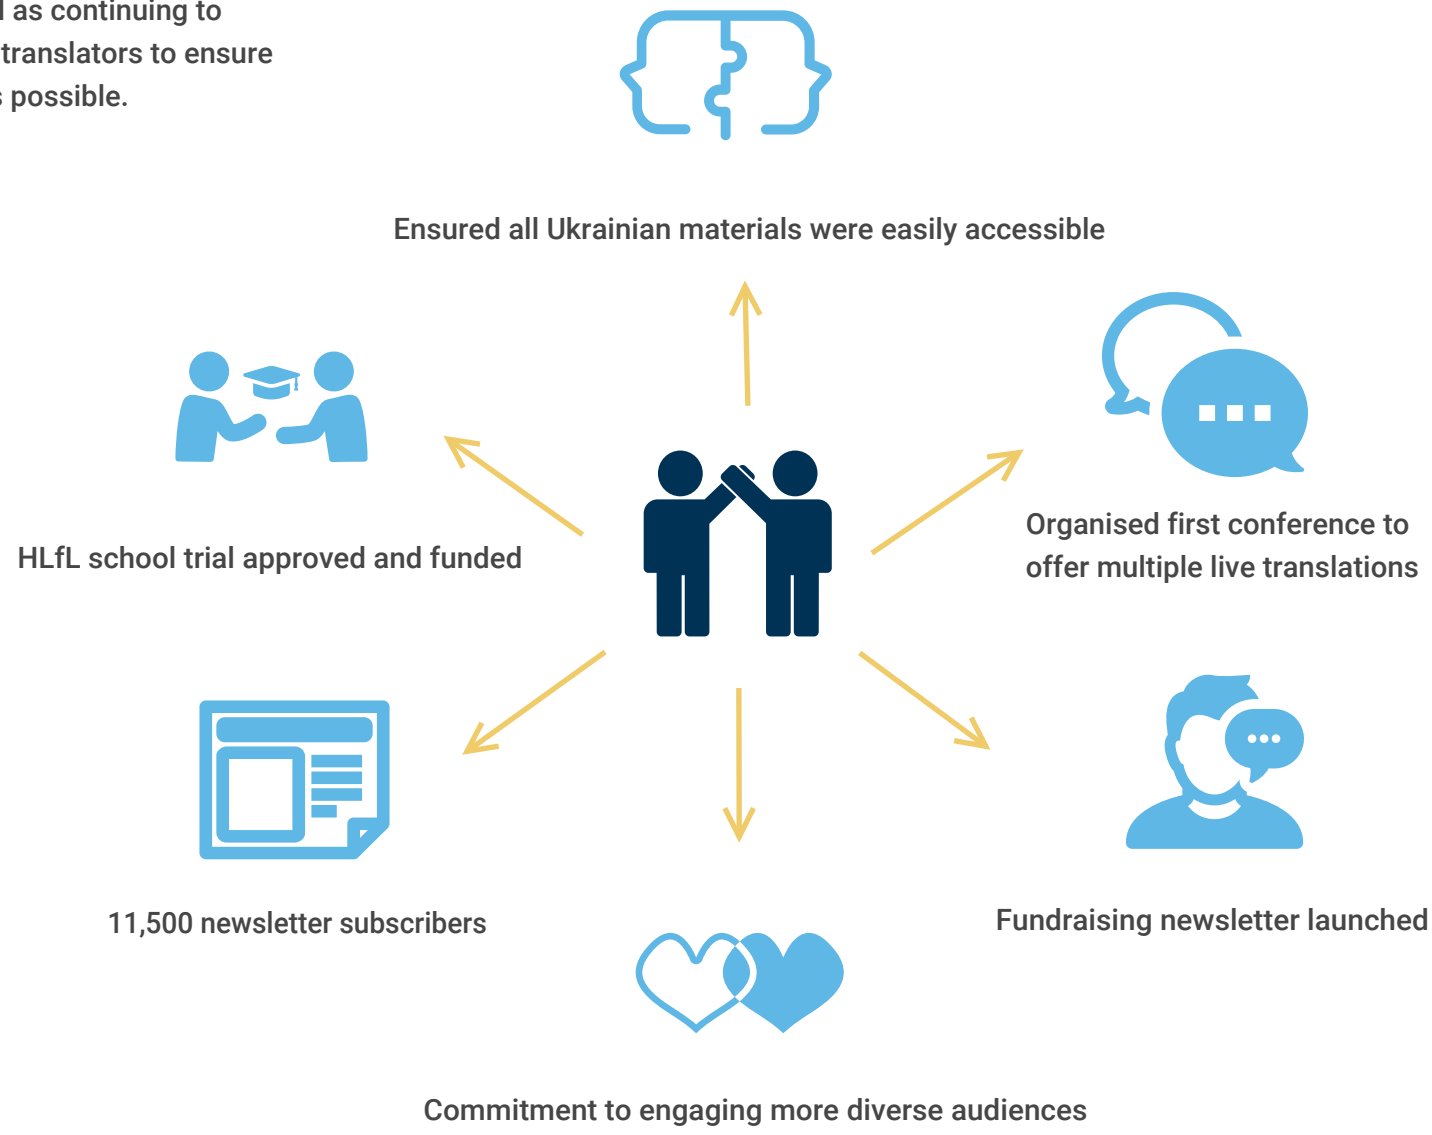 as continuing to
translators to ensure
possible.
Ensured all Ukrainian materials were easily accessible
Organised first conference to
offer multiple live translations
HLfL school trial approved and funded
11,500 newsletter subscribers
Fundraising newsletter launched
Commitment to engaging more diverse audiences